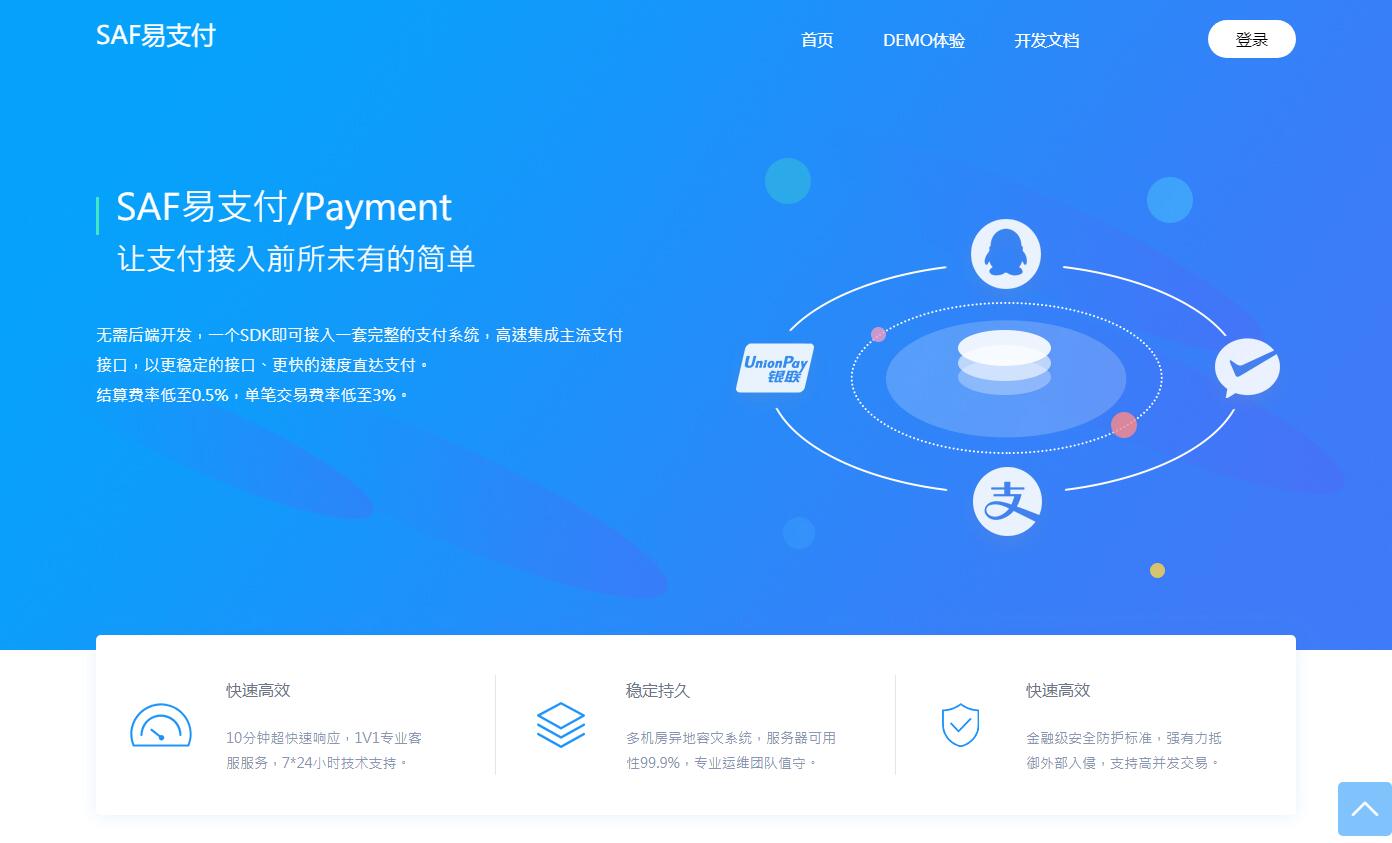 SAF易支付
首页
DEMO体验
开发文档
登录
SAF易支付/Payment
让支付接入前所未有的简单
无需后端开发，一个SDK即可接入一套完整的支付系统，高速集成主流支付
接口，以更稳定的接口、更快的速度直达支付。
结算费率低至0.5%，单笔交易费率低至3%。
UnionPay
银联
支
快速高效
10分钟超快速响应，1V1专业客
服服务，7*24小时技术支持。
稳定持久
多机房异地容灾系统，服务器可用
性99.9%，专业运维团队值守。
快速高效
金融级安全防护标准，强有力抵
御外部入侵，支持高并发交易。